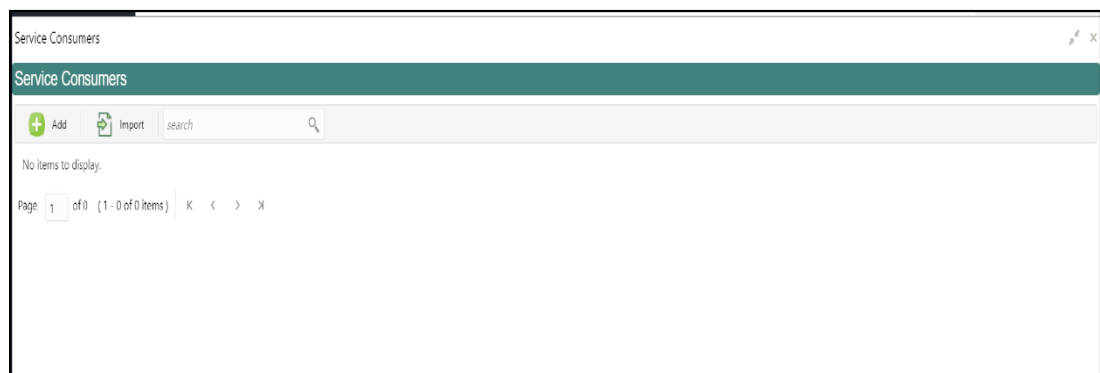 Service Consumers
Service Consumers
Add Import search
No items to display.
Page 1 of 0 (1 - 0 of 0 items)